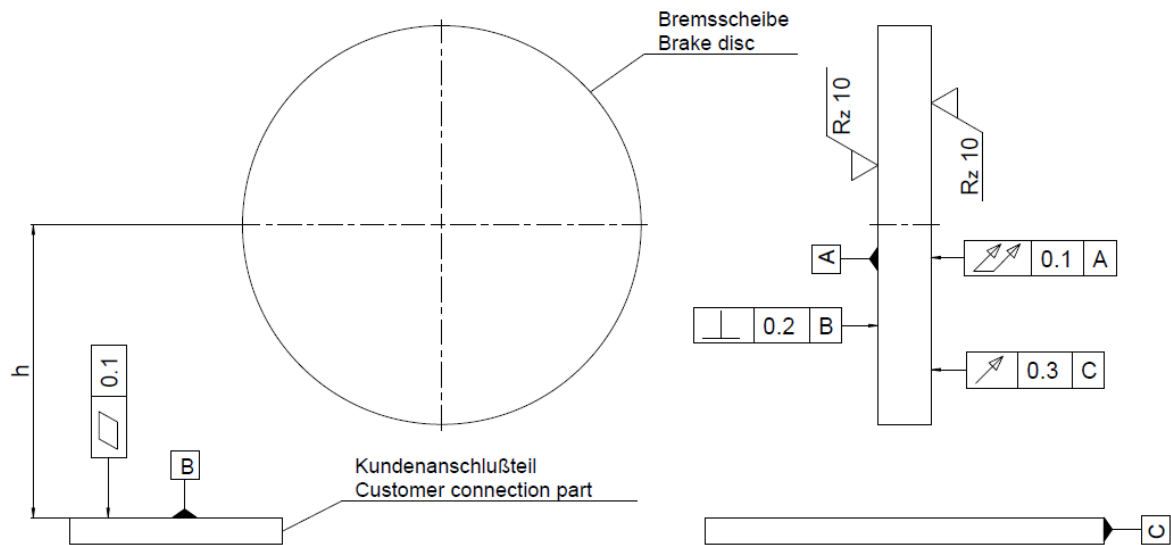 Bremsscheibe
Brake disc
Rz 10
Rz 10
A
0.1 A
0.2 B
0.3 C
h
0.1
B
Kundenanschlußteil
Customer connection part
C